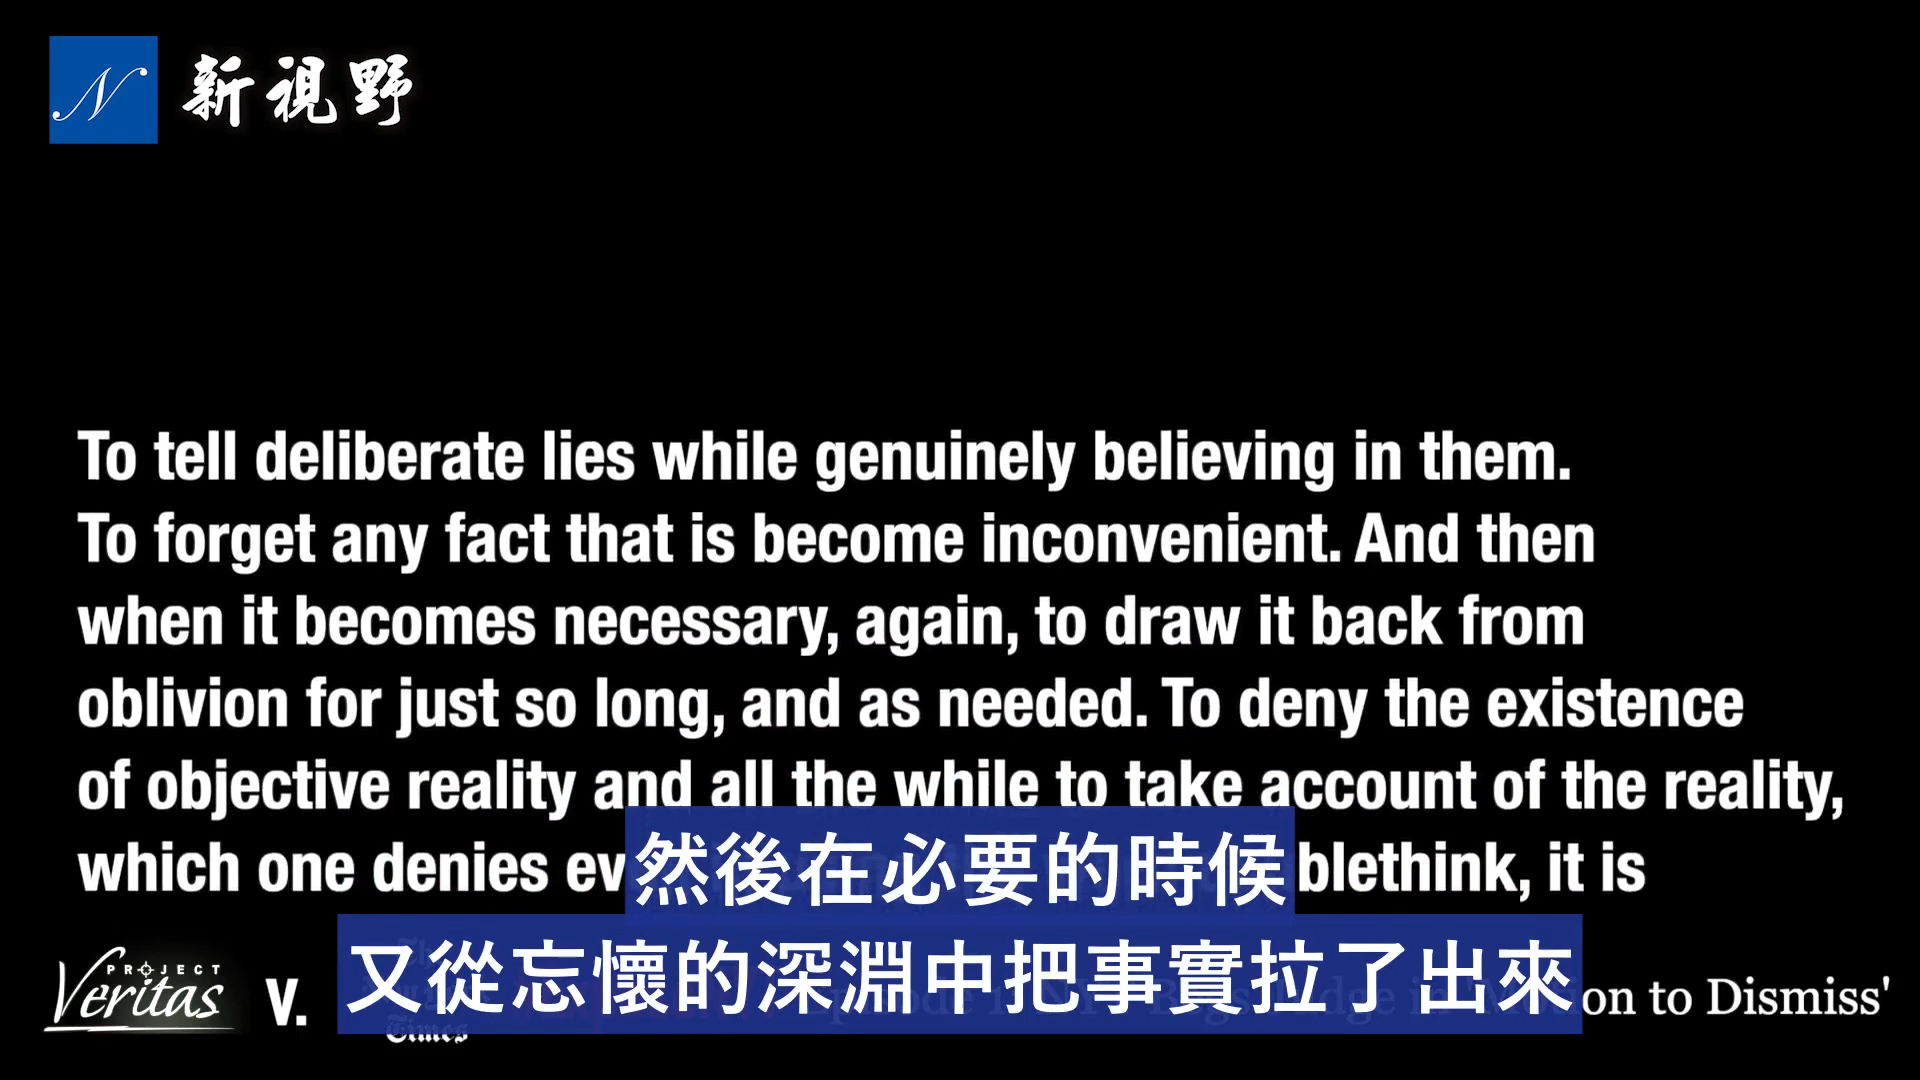 N 新視野
To tell deliberate lies while genuinely believing in them.
To forget any fact that is become inconvenient. And then
when it becomes necessary, again, to draw it back from
oblivion for just so long, and as needed. To deny the existence
of objective reality and all the while to take account of the reality,
which one denies ev blethink, it is
然後在必要的時候
又從忘懷的深淵中把事實拉了出來
PROJECT
Veritas V. Times ion to Dismiss'